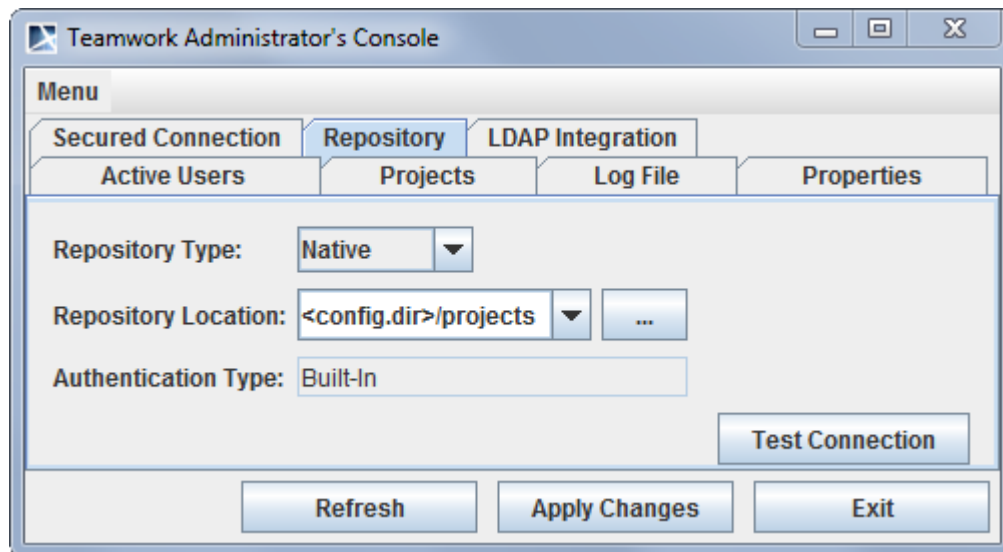 Teamwork Administrator's Console
Menu
Secured Connection Repository LDAP Integration
Active Users Projects Log File Properties
Repository Type: Native
Repository Location: <config.dir>/projects ...
Authentication Type: Built-In
Test Connection
Refresh Apply Changes Exit